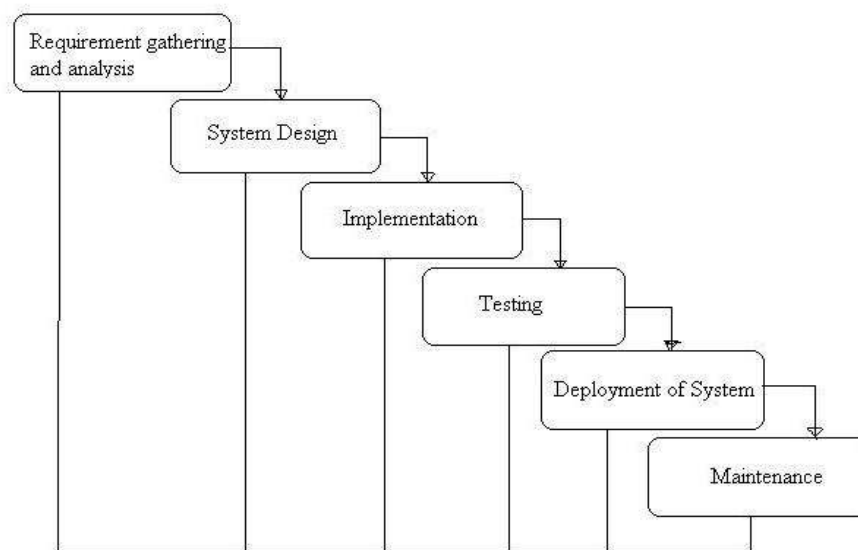 Requirement gathering
and analysis
System Design
Implementation
Testing
Deployment of System
Maintenance